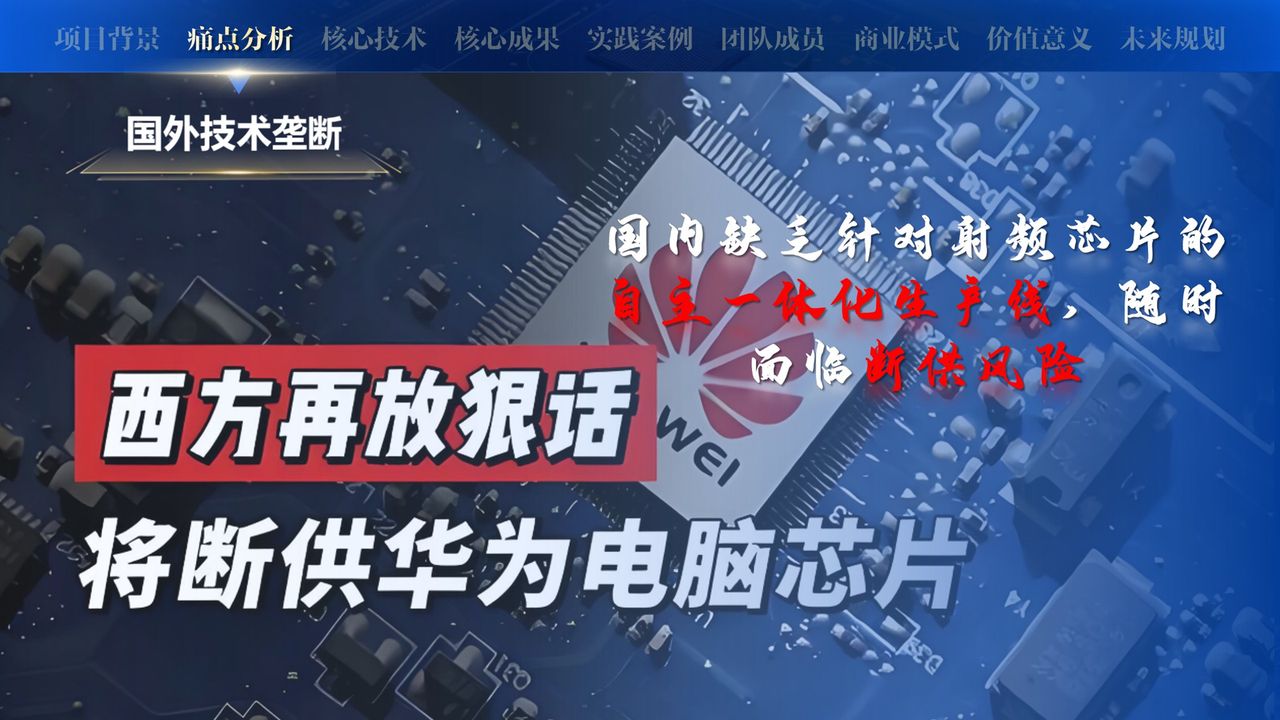 项目背景 痛点分析 核心技术 核心成果 实践案例 团队成员 商业模式 价值意义 未来规划
国外技术垄断
国内缺乏针对射频芯片的
自主一体化生产线，随时
面临断供风险
WEI
西方再放狠话
将断供华为电脑芯片
Q31
D39